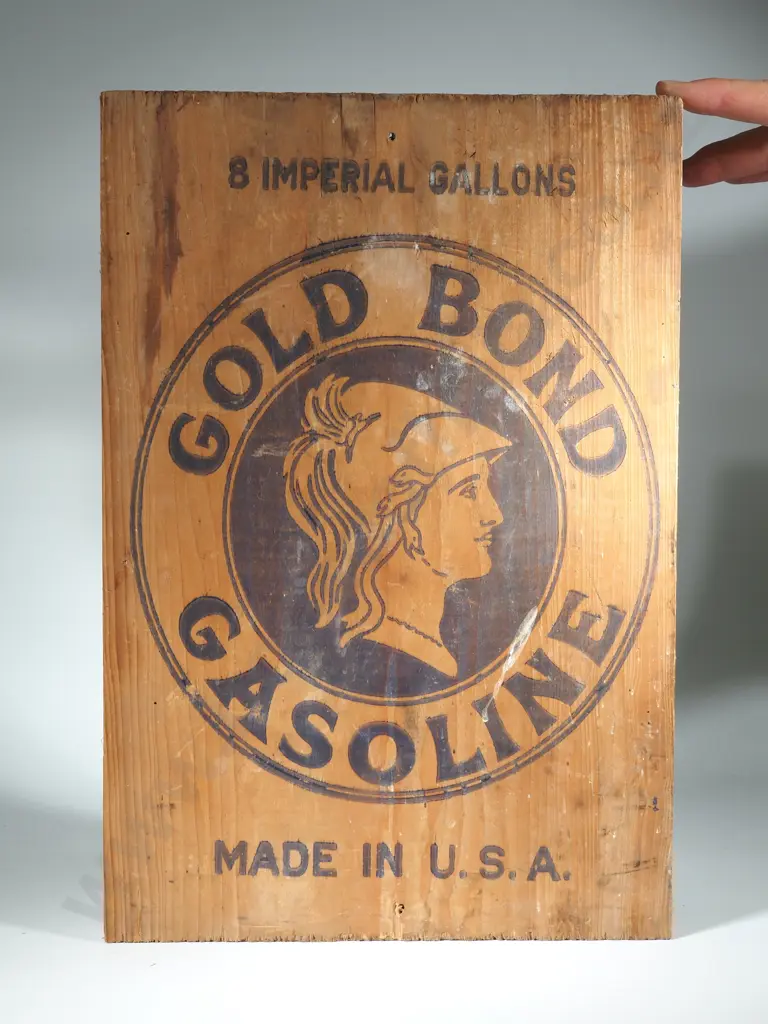 8 IMPERIAL GALLONS
GOLD BOND
GASOLINE
MADE IN U.S.A.